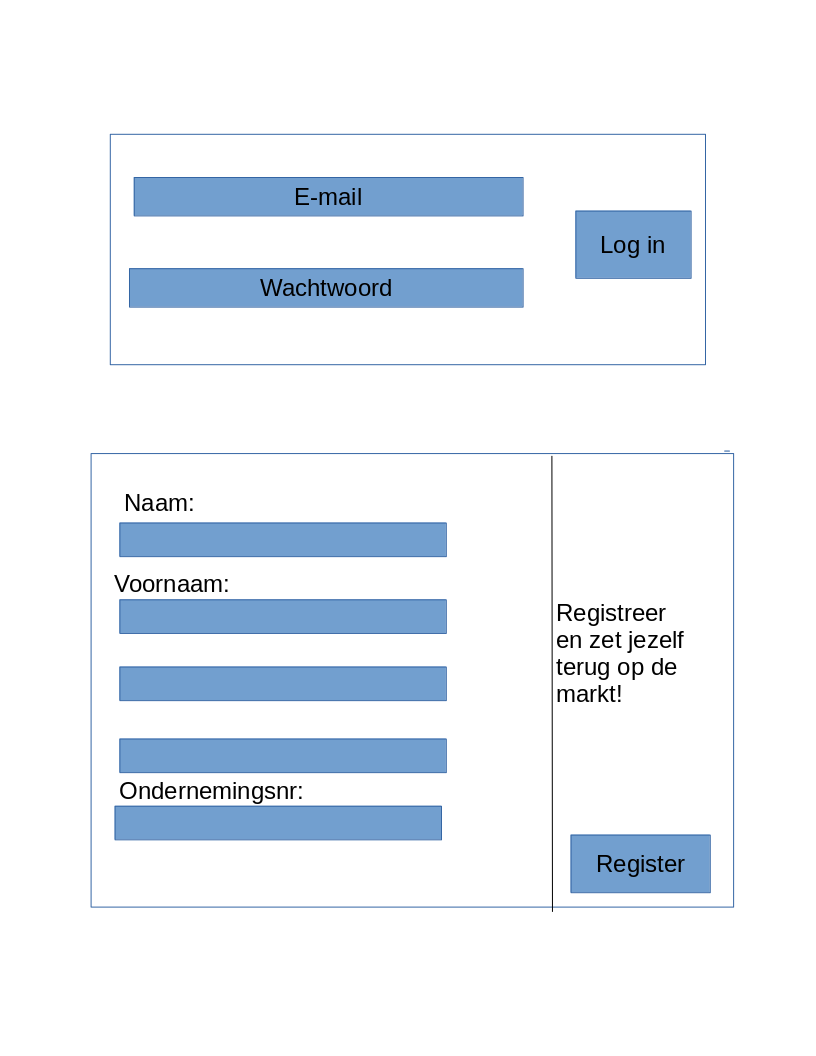 E-mail
Log in
Wachtwoord
Naam:
Voornaam:
Registreer
en zet jezelf
terug op de
markt!
Ondernemingsnr:
Register